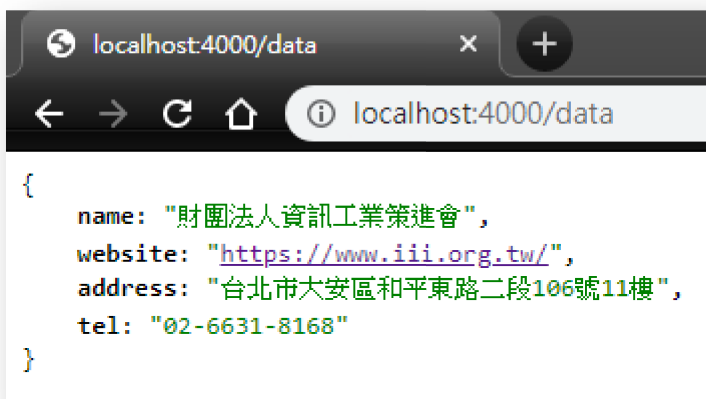 localhost:4000/data
localhost:4000/data
{
name: "財團法人資訊工業策進會",
website: "https://www.iii.org.tw/",
address: "台北市大安區和平東路二段106號11樓",
tel: "02-6631-8168"
}